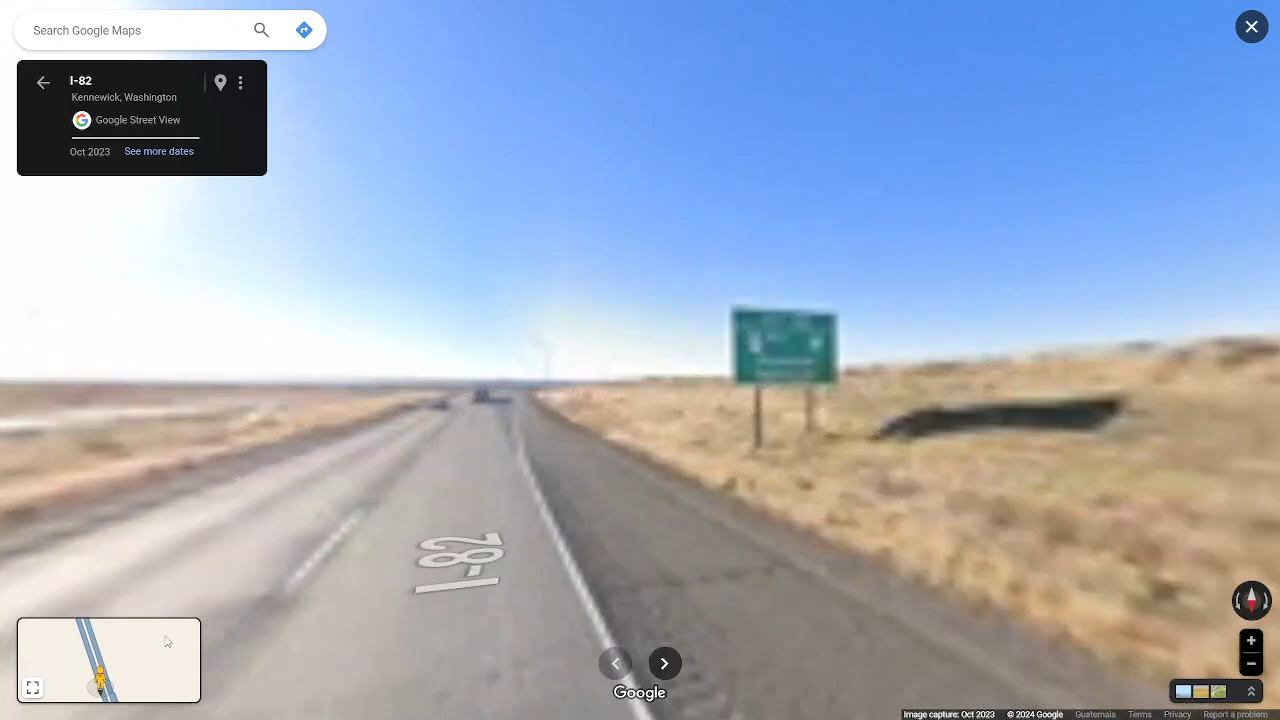 Search Google Maps
I-82
Kennewick, Washington
Google Street View
Oct 2023 See more dates
I-82
Google
Image capture: Oct 2023 © 2024 Google Guatemala Terms Privacy Report a problem